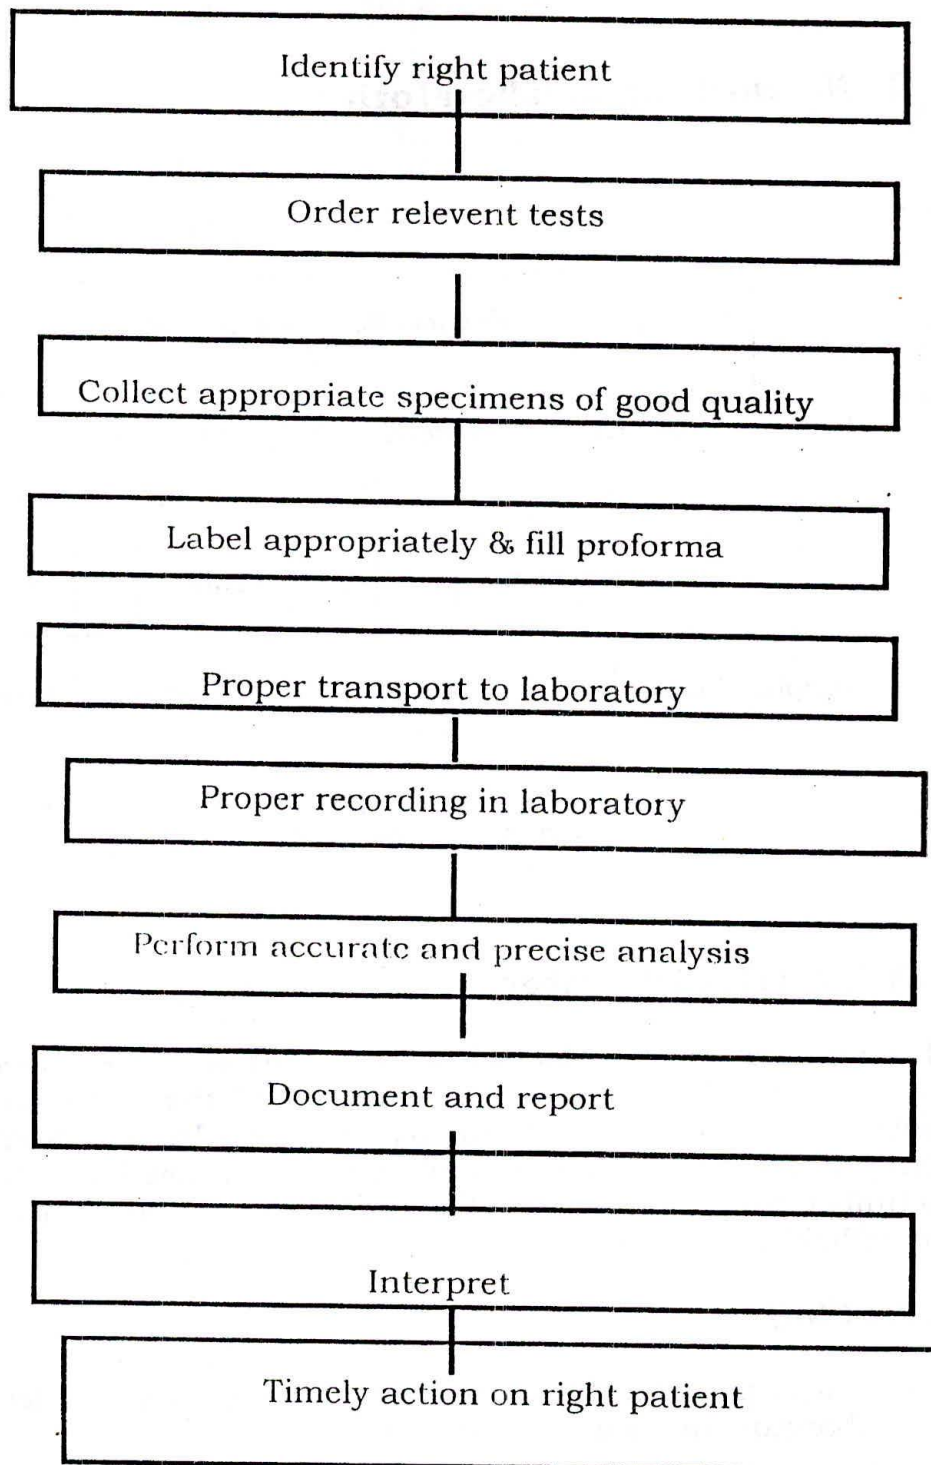 Identify right patient
Order relevent tests
Collect appropriate specimens of good quality
Label appropriately & fill proforma
Proper transport to laboratory
Proper recording in laboratory
Perform accurate and precise analysis
Document and report
Interpret
Timely action on right patient